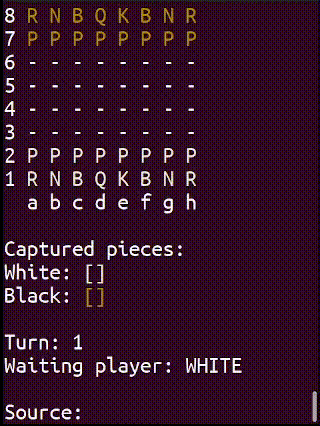 8 R N B Q K B N R
7 P P P P P P P P
6 - - - - - - - -
5 - - - - - - - -
4 - - - - - - - -
3 - - - - - - - -
2 P P P P P P P P
1 R N B Q K B N R
a b c d e f g h
Captured pieces:
White: []
Black: []
Turn: 1
Waiting player: WHITE
Source: